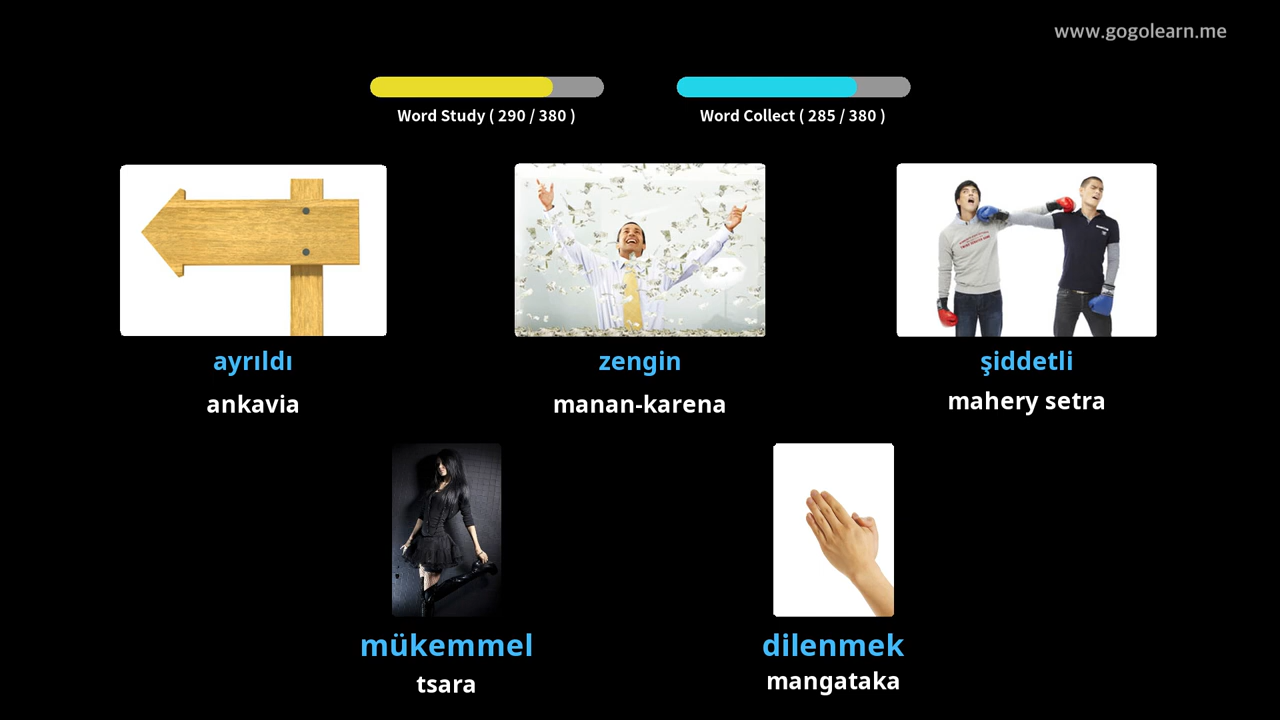 www.gogolearn.me
Word Study ( 290 / 380 )
Word Collect ( 285 / 380 )
ayrıldı
zengin
şiddetli
ankavia
manan-karena
mahery setra
mükemmel
dilenmek
tsara
mangataka